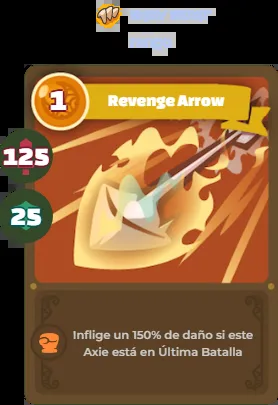 1
Revenge Arrow
125
25
Inflige un 150% de daño si este
Axie está en Última Batalla